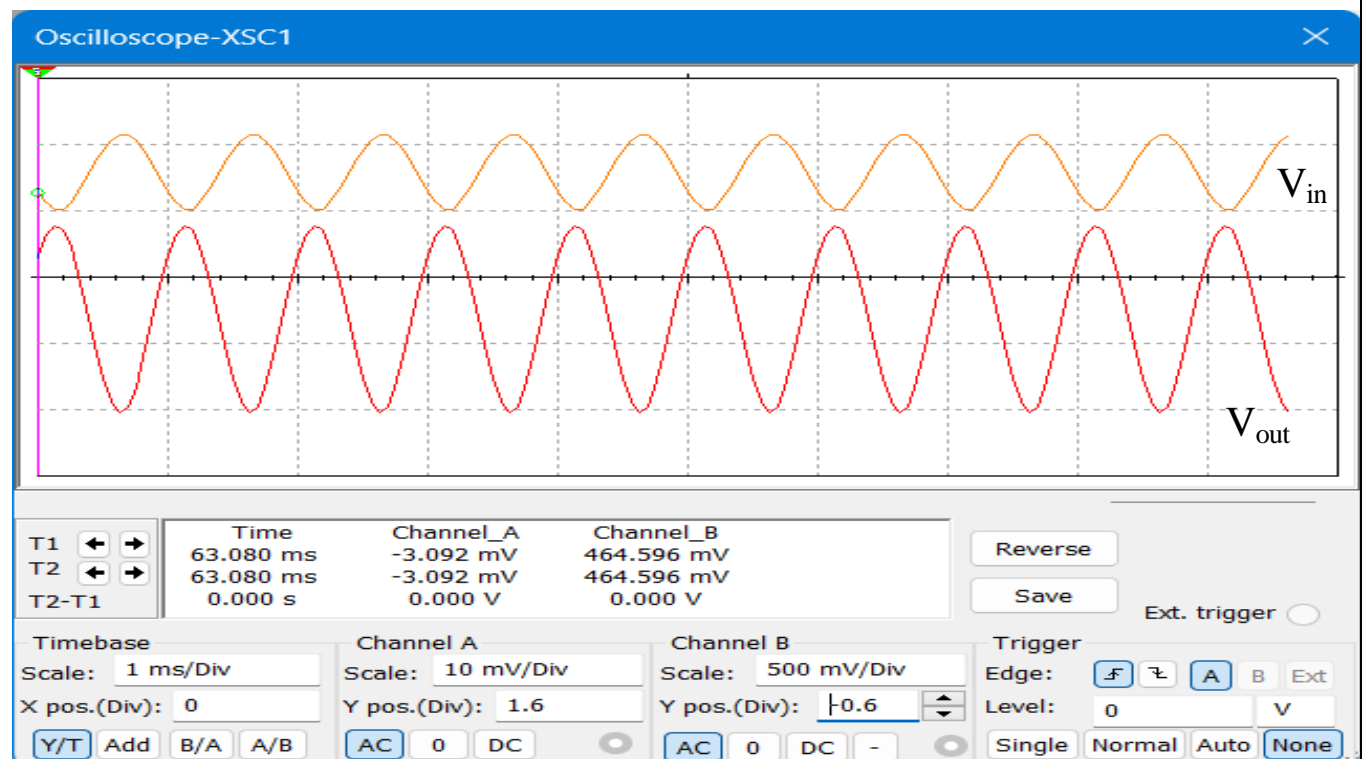 Oscilloscope-XSC1
V_in
V_out
Time Channel_A Channel_B
T1 63.080 ms -3.092 mV 464.596 mV
T2 63.080 ms -3.092 mV 464.596 mV
T2-T1 0.000 s 0.000 V 0.000 V
Reverse
Save
Ext. trigger
Timebase Channel A Channel B Trigger
Scale: 1 ms/Div Scale: 10 mV/Div Scale: 500 mV/Div Edge: A B Ext
X pos.(Div): 0 Y pos.(Div): 1.6 Y pos.(Div): -0.6 Level: 0 V
Y/T Add B/A A/B AC 0 DC AC 0 DC - Single Normal Auto None